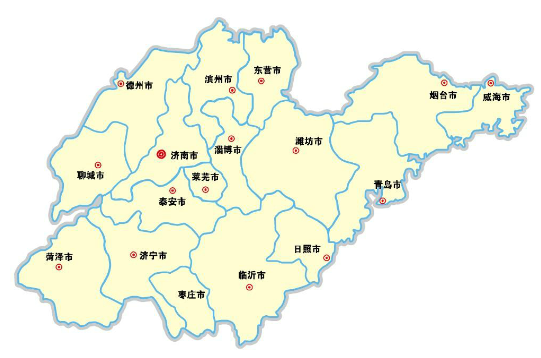 东营市
滨州市
德州市
烟台市
威海市
潍坊市
淄博市
济南市
聊城市
莱芜市
青岛市
泰安市
日照市
菏泽市
济宁市
临沂市
枣庄市